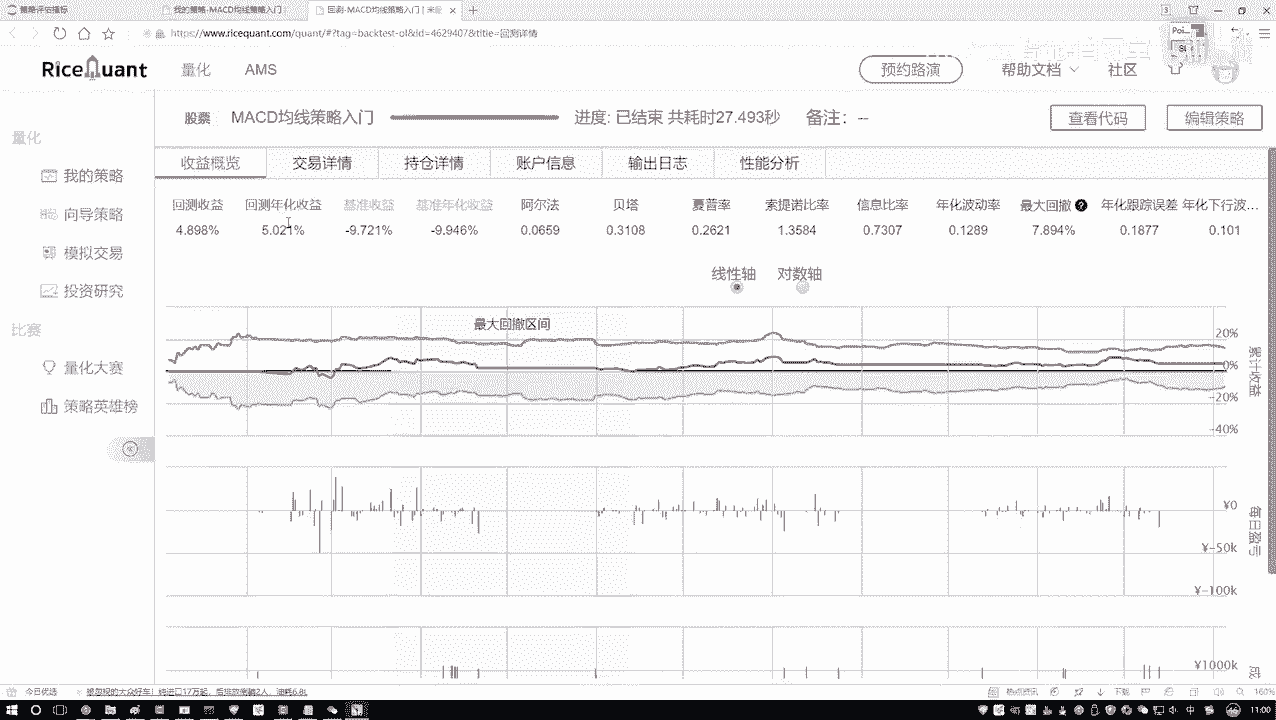 策略评估指标
我的策略-MACD均线策略入门
回测-MACD均线策略入门 | 米
https://www.ricequant.com/quant/#?tag=backtest-ol&id=4629407&title=回测详情
RiceQuant
量化
AMS
预约路演
帮助文档
社区
股票
MACD均线策略入门
进度: 已结束 共耗时27.493秒
备注: --
查看代码
编辑策略
量化
我的策略
向导策略
模拟交易
投资研究
比赛
量化大赛
策略英雄榜
收益概览
交易详情
持仓详情
账户信息
输出日志
性能分析
回测收益 回测年化收益 基准收益 基准年化收益 阿尔法 贝塔 夏普率 索提诺比率 信息比率 年化波动率 最大回撤 年化跟踪误差 年化下行波...
4.898% 5.021% -9.721% -9.946% 0.0659 0.3108 0.2621 1.3584 0.7307 0.1289 7.894% 0.1877 0.101
线性轴 对数轴
最大回撤区间
20%
0%
-20%
-40%
累计收益
¥0
¥-50k
¥-100k
每日盈亏
¥1000k
成
今日优选
热点资讯
下载
160%
中
11:00